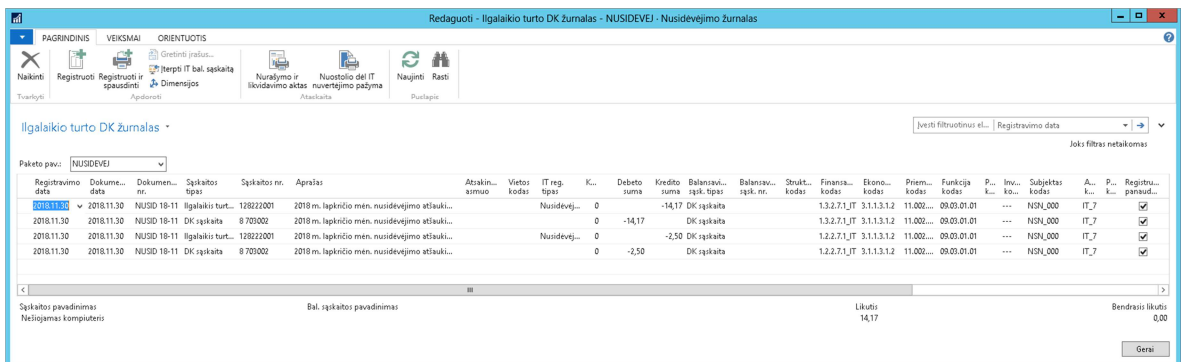 Redaguoti - Ilgalaikio turto DK žurnalas - NUSIDEVEJ · Nusidėvėjimo žurnalas
PAGRINDINIS VEIKSMAI ORIENTUOTIS
Naikinti
Registruoti
Registruoti ir spausdinti
Gretinti įrašus...
Įterpti IT bal. sąskaitą
Dimensijos
Nurašymo ir likvidavimo aktas
Nuostolio dėl IT nuvertėjimo pažyma
Naujinti
Rasti
Tvarkyti Apdoroti Ataskaita Puslapis
Ilgalaikio turto DK žurnalas
Įvesti filtruotinus el... Registravimo data
Joks filtras netaikomas
Paketo pav.: NUSIDEVEJ
Registravimo data Dokume... data Dokumen... nr. Sąskaitos tipas Sąskaitos nr. Aprašas Atsakin... asmuo Vietos kodas IT reg. tipas K... Debeto suma Kredito suma Balansavi... sąsk. tipas Balansav... sąsk. nr. Strukt... kodas Finansa... kodas Ekono... kodas Priem... kodas Funkcija kodas P... k... Inv... ko... Subjektas kodas A... k... P... k... Registru... panaud...
2018.11.30 2018.11.30 NUSID 18-11 Ilgalaikis turt... 128222001 2018 m. lapkričio mėn. nusidėvėjimo atšauki... Nusidėvėj... 0 -14,17 DK sąskaita 1.3.2.7.1_IT 3.1.1.3.1.2 11.002.... 09.03.01.01 --- NSN_000 IT_7
2018.11.30 2018.11.30 NUSID 18-11 DK sąskaita 8 703002 2018 m. lapkričio mėn. nusidėvėjimo atšauki... 0 -14,17 DK sąskaita 1.3.2.7.1_IT 3.1.1.3.1.2 11.002.... 09.03.01.01 --- NSN_000 IT_7
2018.11.30 2018.11.30 NUSID 18-11 Ilgalaikis turt... 128222001 2018 m. lapkričio mėn. nusidėvėjimo atšauki... Nusidėvėj... 0 -2,50 DK sąskaita 1.2.2.7.1_IT 3.1.1.3.1.2 11.002.... 09.03.01.01 --- NSN_000 IT_7
2018.11.30 2018.11.30 NUSID 18-11 DK sąskaita 8 703002 2018 m. lapkričio mėn. nusidėvėjimo atšauki... 0 -2,50 DK sąskaita 1.2.2.7.1_IT 3.1.1.3.1.2 11.002.... 09.03.01.01 --- NSN_000 IT_7
Sąskaitos pavadinimas Bal. sąskaitos pavadinimas Likutis Bendrasis likutis
Nešiojamas kompiuteris 14,17 0,00
Gerai